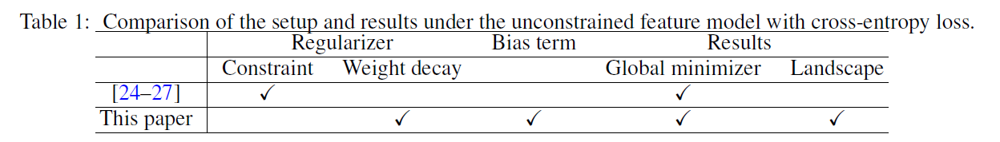 Table 1: Comparison of the setup and results under the unconstrained feature model with cross-entropy loss.
Regularizer Bias term Results
Constraint Weight decay Global minimizer Landscape
[24–27] ✓ ✓
This paper ✓ ✓ ✓ ✓